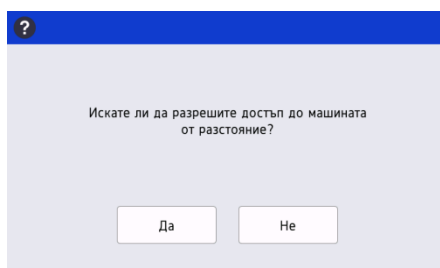 ?
Искате ли да разрешите достъп до машината
от разстояние?
Да
Не